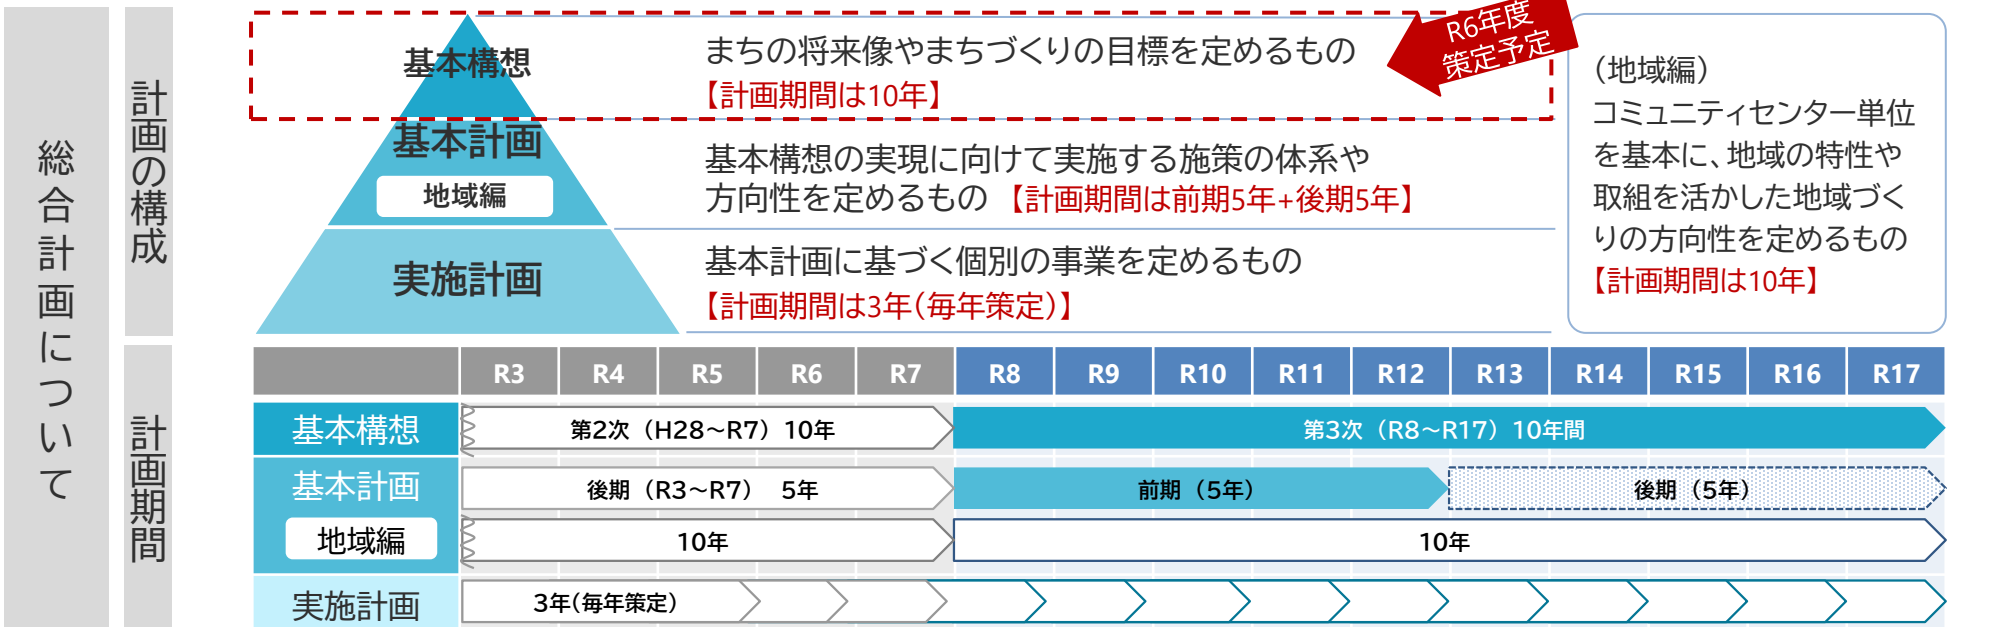 総合計画について
計画の構成
基本構想
まちの将来像やまちづくりの目標を定めるもの
【計画期間は10年】
R6年度
策定予定
基本計画
地域編
基本構想の実現に向けて実施する施策の体系や
方向性を定めるもの 【計画期間は前期5年+後期5年】
実施計画
基本計画に基づく個別の事業を定めるもの
【計画期間は3年(毎年策定)】
(地域編)
コミュニティセンター単位
を基本に、地域の特性や
取組を活かした地域づく
りの方向性を定めるもの
【計画期間は10年】
計画期間
R3 R4 R5 R6 R7 R8 R9 R10 R11 R12 R13 R14 R15 R16 R17
基本構想 第2次(H28~R7)10年 第3次(R8~R17)10年間
基本計画 後期(R3~R7) 5年 前期(5年) 後期(5年)
地域編 10年 10年
実施計画 3年(毎年策定)